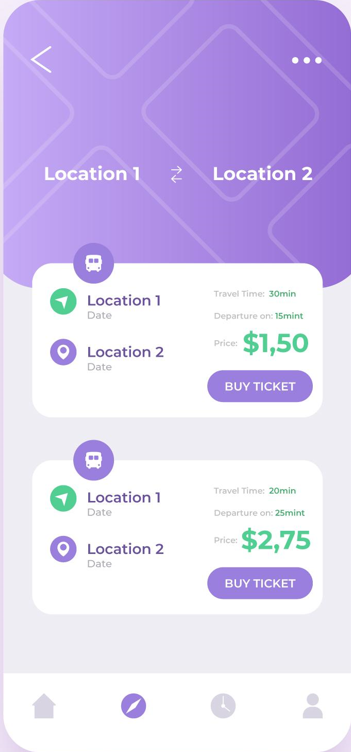 Location 1
Location 2
Location 1
Date
Location 2
Date
Travel Time: 30min
Departure on: 15mint
Price: $1,50
BUY TICKET
Location 1
Date
Location 2
Date
Travel Time: 20min
Departure on: 25mint
Price: $2,75
BUY TICKET